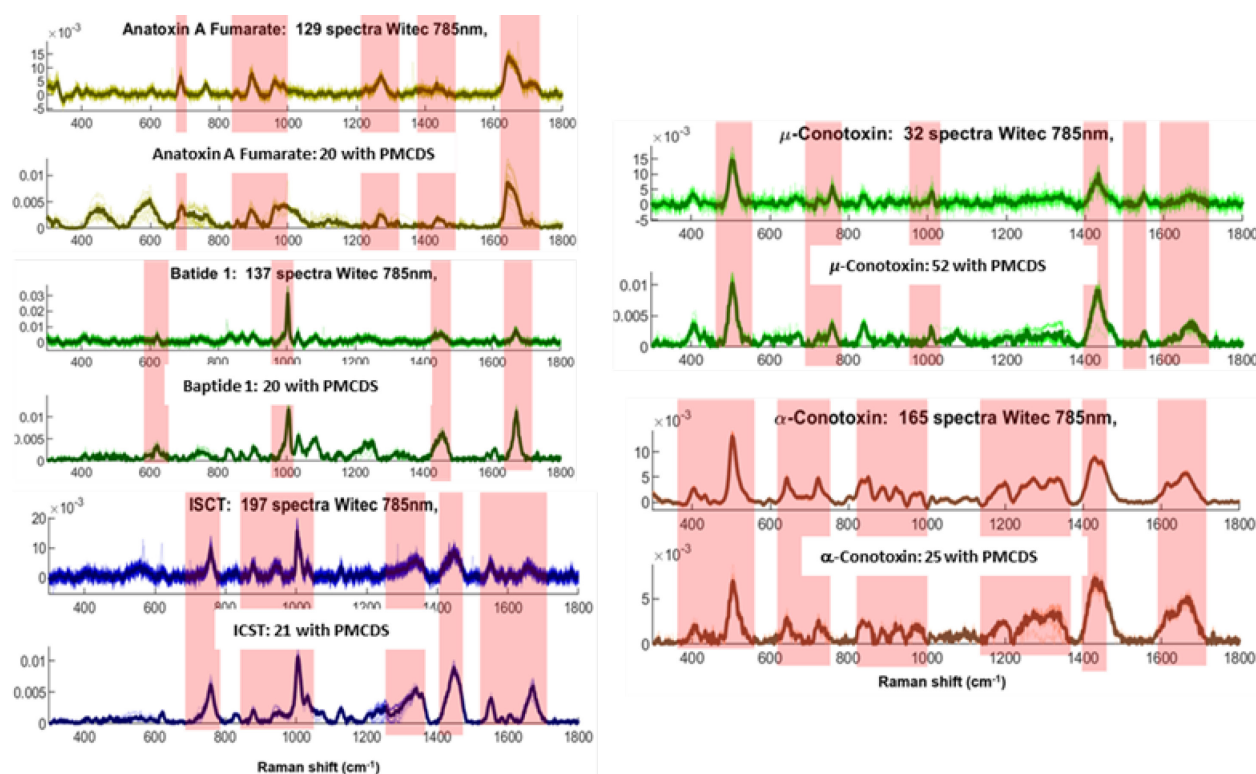 Anatoxin A Fumarate: 129 spectra Witec 785nm,
×10⁻³
15
10
5
0
-5
400 600 800 1000 1200 1400 1600 1800
Anatoxin A Fumarate: 20 with PMCDS
0.01
0.005
0
400 600 800 1000 1200 1400 1600 1800
Batide 1: 137 spectra Witec 785nm,
0.03
0.02
0.01
0
400 600 800 1000 1200 1400 1600 1800
Baptide 1: 20 with PMCDS
0.01
0.005
0
400 600 800 1000 1200 1400 1600 1800
ISCT: 197 spectra Witec 785nm,
×10⁻³
20
10
0
400 600 800 1000 1200 1400 1600 1800
ICST: 21 with PMCDS
0.01
0.005
0
400 600 800 1000 1200 1400 1600 1800
Raman shift (cm⁻¹)
μ-Conotoxin: 32 spectra Witec 785nm,
×10⁻³
15
10
5
0
-5
400 600 800 1000 1200 1400 1600 1800
μ-Conotoxin: 52 with PMCDS
0.01
0.005
0
400 600 800 1000 1200 1400 1600 1800
α-Conotoxin: 165 spectra Witec 785nm,
×10⁻³
10
5
0
400 600 800 1000 1200 1400 1600 1800
α-Conotoxin: 25 with PMCDS
×10⁻³
5
0
400 600 800 1000 1200 1400 1600 1800
Raman shift (cm⁻¹)